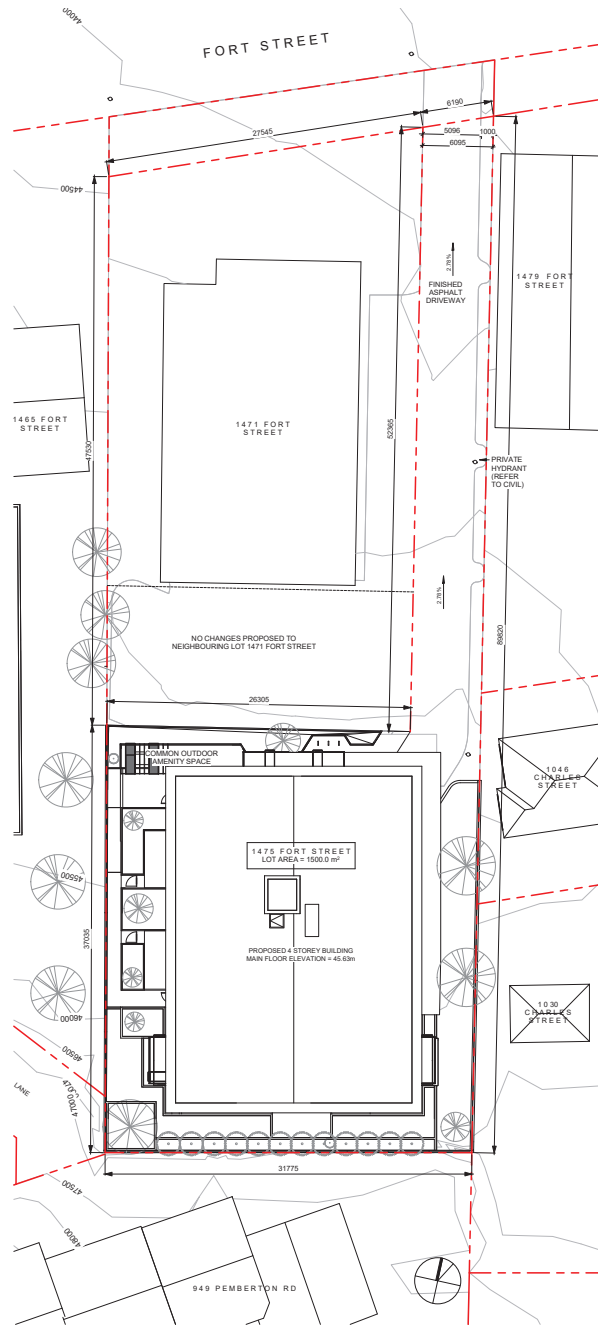 44000
FORT STREET
6190
27545
5096
1000
6095
44500
2.78%
FINISHED
ASPHALT
DRIVEWAY
1479 FORT
STREET
1465 FORT
STREET
1471 FORT
STREET
47530
52365
PRIVATE
HYDRANT
(REFER
TO CIVIL)
2.78%
89820
NO CHANGES PROPOSED TO
NEIGHBOURING LOT 1471 FORT STREET
26305
COMMON OUTDOOR
AMENITY SPACE
1046
CHARLES
STREET
1475 FORT STREET
LOT AREA = 1500.0 m²
45500
37035
PROPOSED 4 STOREY BUILDING
MAIN FLOOR ELEVATION = 45.63m
1030
CHARLES
STREET
46000
46500
LANE
47000
31775
47500
48000
949 PEMBERTON RD